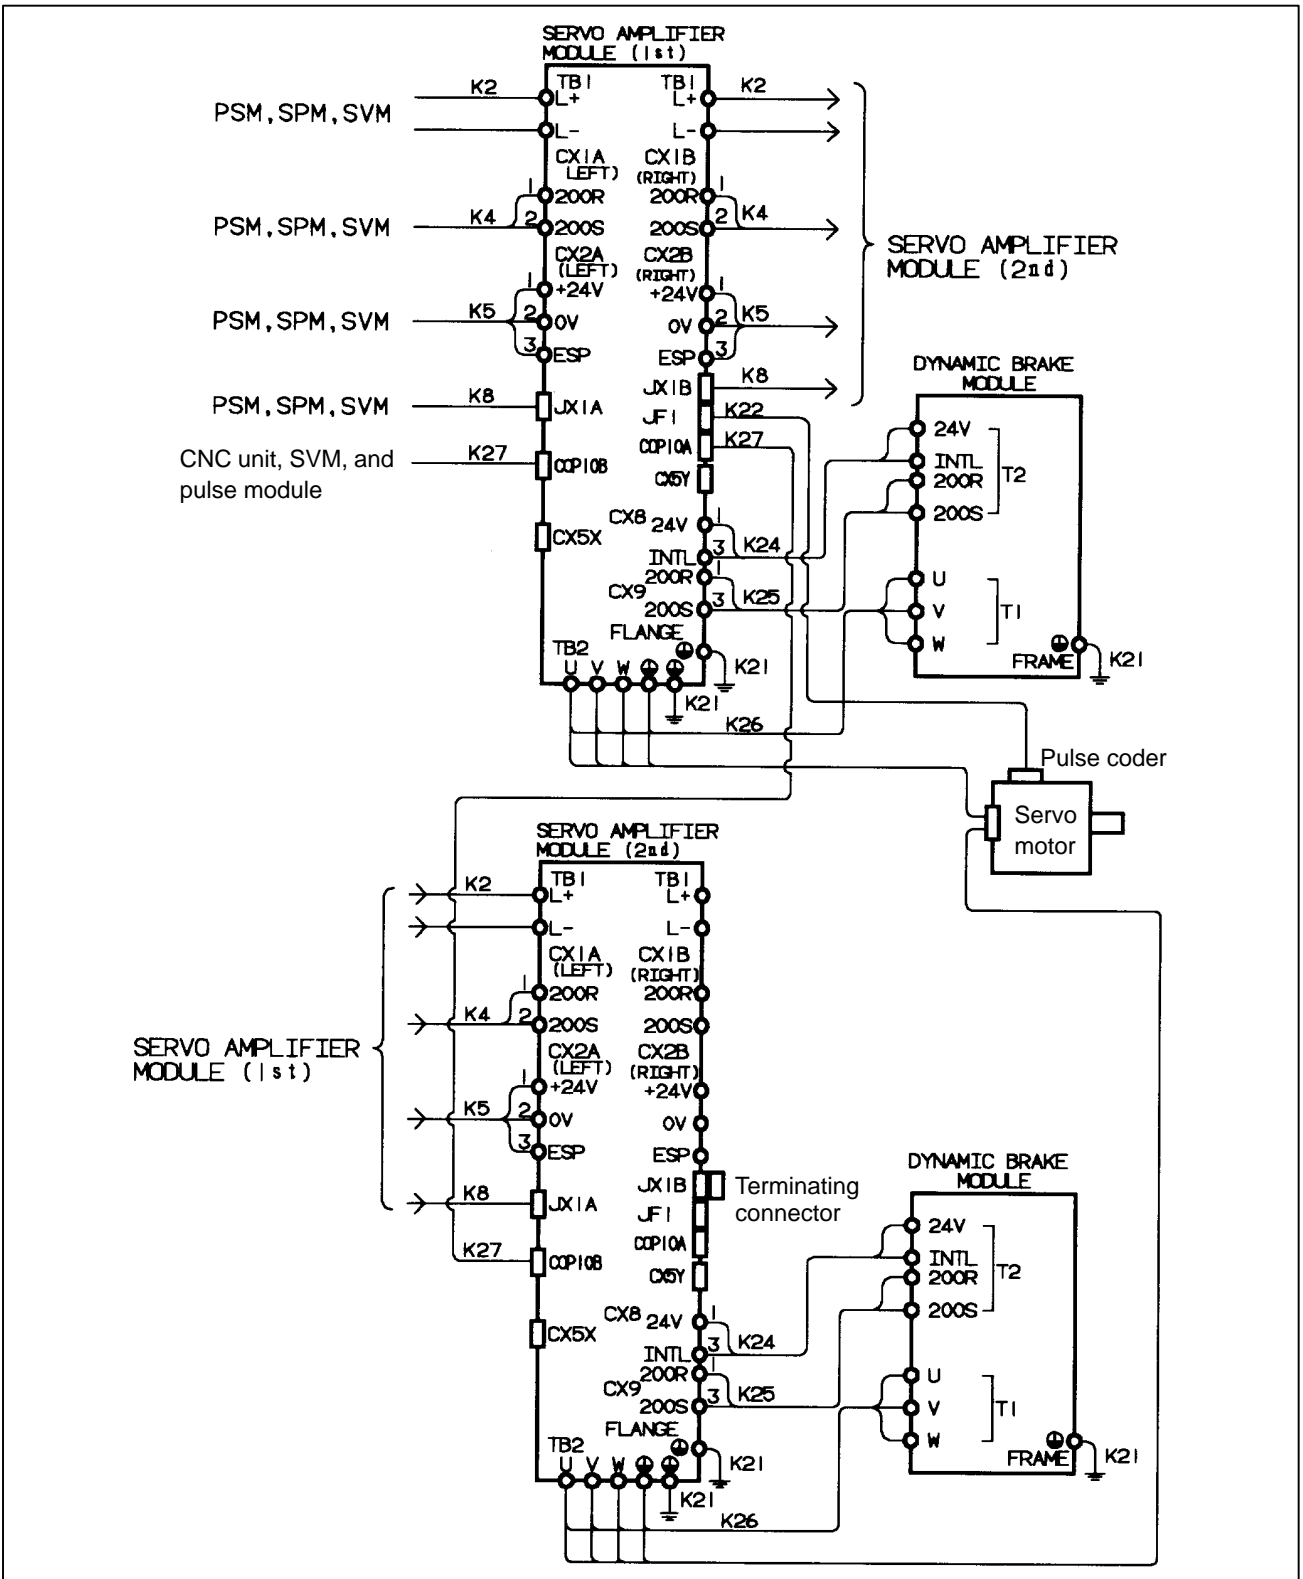 SERVO AMPLIFIER
MODULE (1st)
K2
TB1
TB1
K2
PSM, SPM, SVM
L+
L+
L-
L-
CX1A
(LEFT)
CX1B
(RIGHT)
1
200R
200R
1
PSM, SPM, SVM
K4
2
200S
200S
2
K4
SERVO AMPLIFIER
MODULE (2nd)
CX2A
(LEFT)
CX2B
(RIGHT)
1
+24V
+24V
1
PSM, SPM, SVM
K5
2
0V
0V
2
K5
3
ESP
ESP
3
PSM, SPM, SVM
K8
JX1A
JX1B
K8
JF1
K22
CNC unit, SVM, and
pulse module
K27
COP10B
COP10A
K27
CX5Y
CX5X
CX8
24V
1
INTL
3
K24
CX9
200R
1
200S
3
K25
FLANGE
K21
TB2
U
V
W
K21
K26
DYNAMIC BRAKE
MODULE
24V
INTL
T2
200R
200S
U
V
T1
W
FRAME
K21
Pulse coder
Servo
motor
SERVO AMPLIFIER
MODULE (2nd)
K2
TB1
TB1
L+
L+
L-
L-
CX1A
(LEFT)
CX1B
(RIGHT)
1
200R
200R
K4
2
200S
200S
SERVO AMPLIFIER
MODULE (1st)
CX2A
(LEFT)
CX2B
(RIGHT)
1
+24V
+24V
K5
2
0V
0V
3
ESP
ESP
K8
JX1A
JX1B
Terminating
connector
JF1
K27
COP10B
COP10A
CX5Y
CX5X
CX8
24V
1
INTL
3
K24
CX9
200R
1
200S
3
K25
FLANGE
K21
TB2
U
V
W
K21
K26
DYNAMIC BRAKE
MODULE
24V
INTL
T2
200R
200S
U
V
T1
W
FRAME
K21